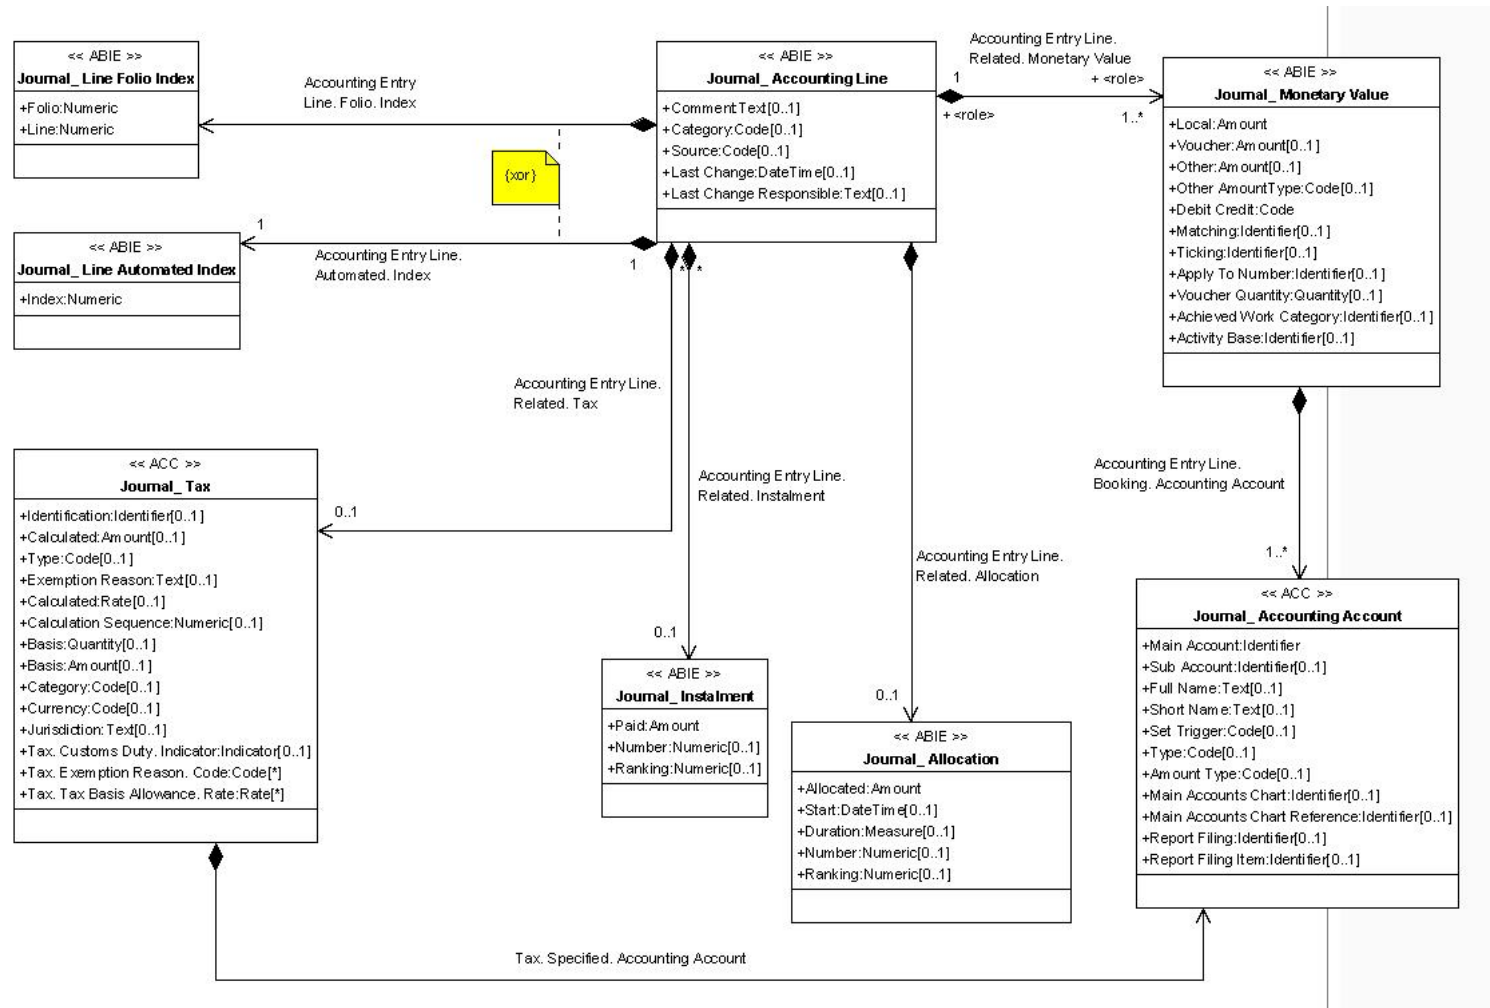 << ABIE >>
Journal_ Line Folio Index
+Folio:Numeric
+Line:Numeric
Accounting Entry
Line. Folio. Index
<< ABIE >>
Journal_ Accounting Line
+Comment:Text[0..1]
+Category:Code[0..1]
+Source:Code[0..1]
+Last Change:DateTime[0..1]
+Last Change Responsible:Text[0..1]
Accounting Entry Line.
Related. Monetary Value
1
+ <role>
+ <role>
1..*
<< ABIE >>
Journal_ Monetary Value
+Local:Amount
+Voucher:Amount[0..1]
+Other:Amount[0..1]
+Other AmountType:Code[0..1]
+Debit Credit:Code
+Matching:Identifier[0..1]
+Ticking:Identifier[0..1]
+Apply To Number:Identifier[0..1]
+Voucher Quantity:Quantity[0..1]
+Achieved Work Category:Identifier[0..1]
+Activity Base:Identifier[0..1]
{xor}
<< ABIE >>
Journal_ Line Automated Index
+Index:Numeric
1
Accounting Entry Line.
Automated. Index
1
*
*
Accounting Entry Line.
Related. Tax
Accounting Entry Line.
Related. Instalment
Accounting Entry Line.
Related. Allocation
Accounting Entry Line.
Booking. Accounting Account
<< ACC >>
Journal_ Tax
+Identification:Identifier[0..1]
+Calculated:Amount[0..1]
+Type:Code[0..1]
+Exemption Reason:Text[0..1]
+Calculated:Rate[0..1]
+Calculation Sequence:Numeric[0..1]
+Basis:Quantity[0..1]
+Basis:Amount[0..1]
+Category:Code[0..1]
+Currency:Code[0..1]
+Jurisdiction:Text[0..1]
+Tax. Customs Duty. Indicator:Indicator[0..1]
+Tax. Exemption Reason. Code:Code[*]
+Tax. Tax Basis Allowance. Rate:Rate[*]
0..1
0..1
<< ABIE >>
Journal_ Instalment
+Paid:Amount
+Number:Numeric[0..1]
+Ranking:Numeric[0..1]
0..1
<< ABIE >>
Journal_ Allocation
+Allocated:Amount
+Start:DateTime[0..1]
+Duration:Measure[0..1]
+Number:Numeric[0..1]
+Ranking:Numeric[0..1]
1..*
<< ACC >>
Journal_ Accounting Account
+Main Account:Identifier
+Sub Account:Identifier[0..1]
+Full Name:Text[0..1]
+Short Name:Text[0..1]
+Set Trigger:Code[0..1]
+Type:Code[0..1]
+Amount Type:Code[0..1]
+Main Accounts Chart:Identifier[0..1]
+Main Accounts Chart Reference:Identifier[0..1]
+Report Filing:Identifier[0..1]
+Report Filing Item:Identifier[0..1]
Tax. Specified. Accounting Account